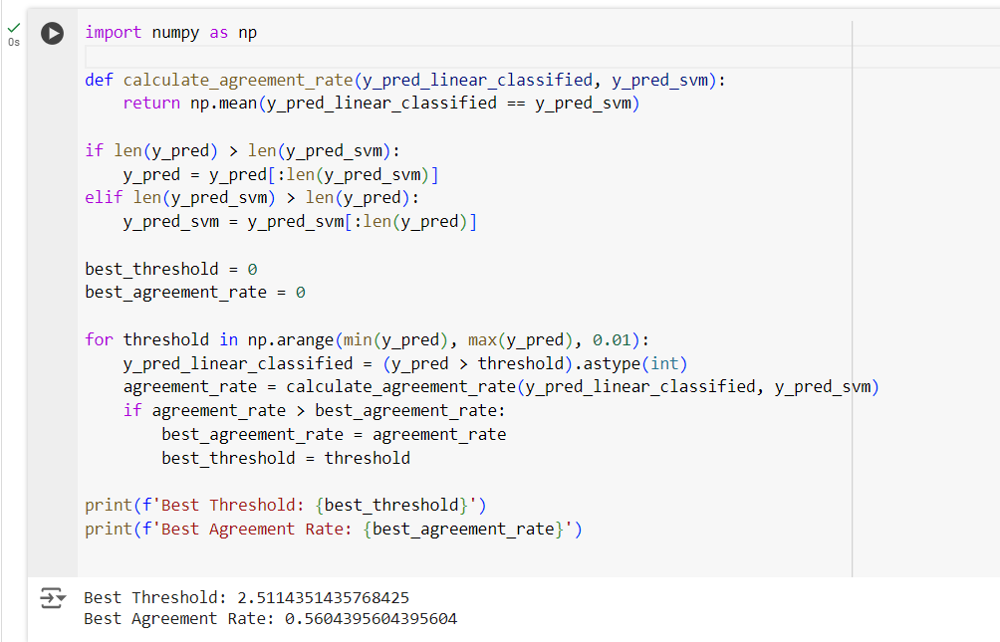 0s
import numpy as np
def calculate_agreement_rate(y_pred_linear_classified, y_pred_svm):
    return np.mean(y_pred_linear_classified == y_pred_svm)
if len(y_pred) > len(y_pred_svm):
    y_pred = y_pred[:len(y_pred_svm)]
elif len(y_pred_svm) > len(y_pred):
    y_pred_svm = y_pred_svm[:len(y_pred)]
best_threshold = 0
best_agreement_rate = 0
for threshold in np.arange(min(y_pred), max(y_pred), 0.01):
    y_pred_linear_classified = (y_pred > threshold).astype(int)
    agreement_rate = calculate_agreement_rate(y_pred_linear_classified, y_pred_svm)
    if agreement_rate > best_agreement_rate:
        best_agreement_rate = agreement_rate
        best_threshold = threshold
print(f'Best Threshold: {best_threshold}')
print(f'Best Agreement Rate: {best_agreement_rate}')
Best Threshold: 2.5114351435768425
Best Agreement Rate: 0.5604395604395604